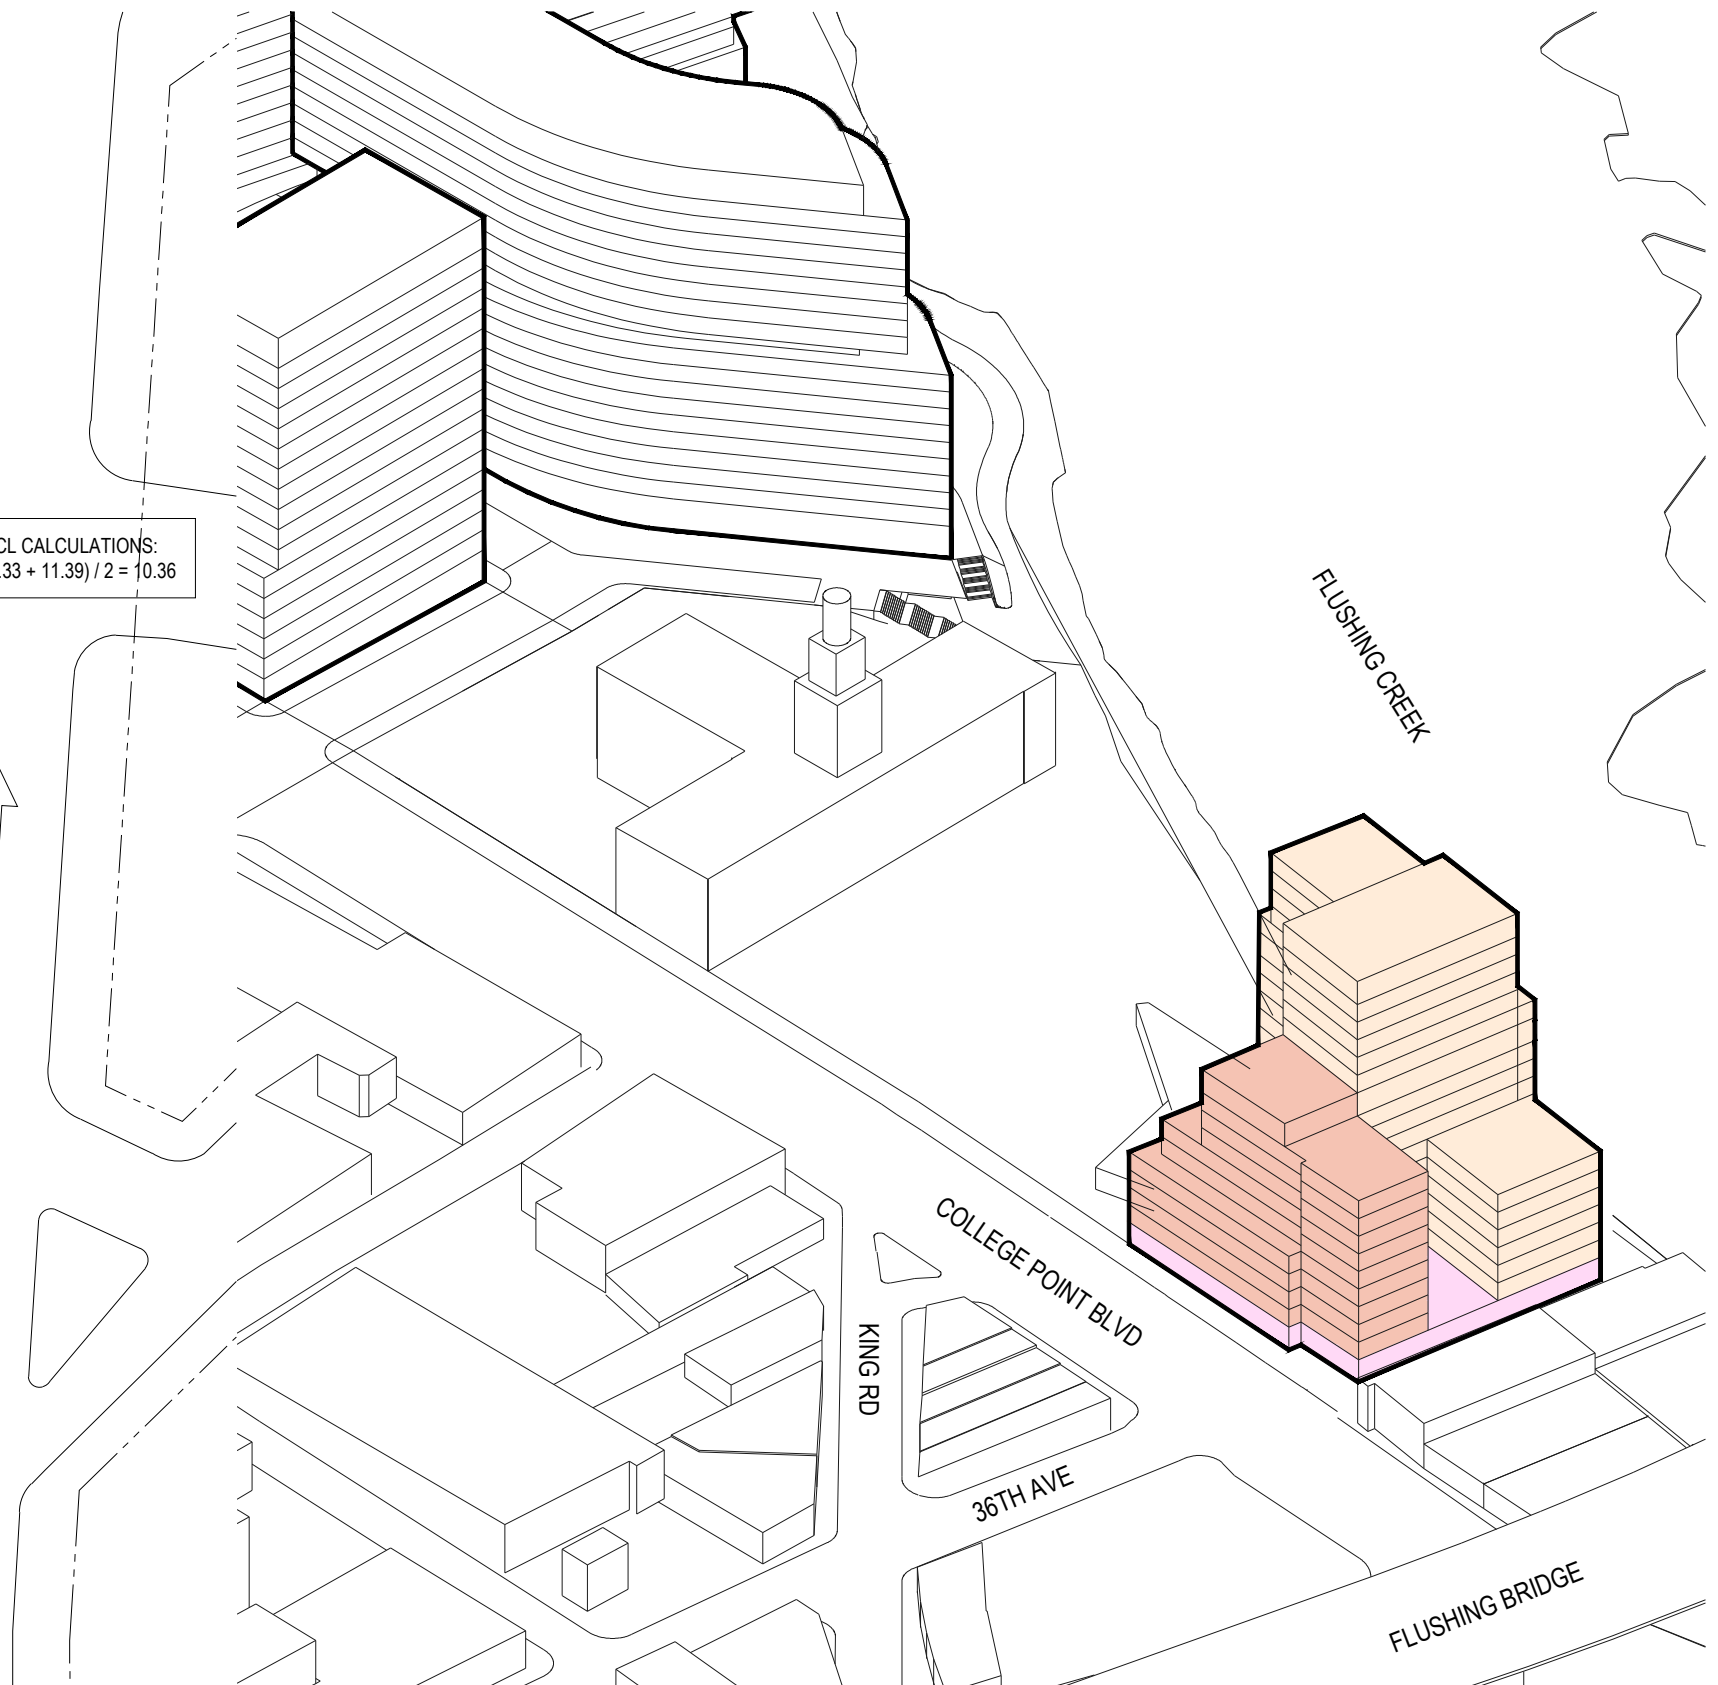 CL CALCULATIONS:
.33 + 11.39) / 2 = 10.36
FLUSHING CREEK
COLLEGE POINT BLVD
KING RD
36TH AVE
FLUSHING BRIDGE